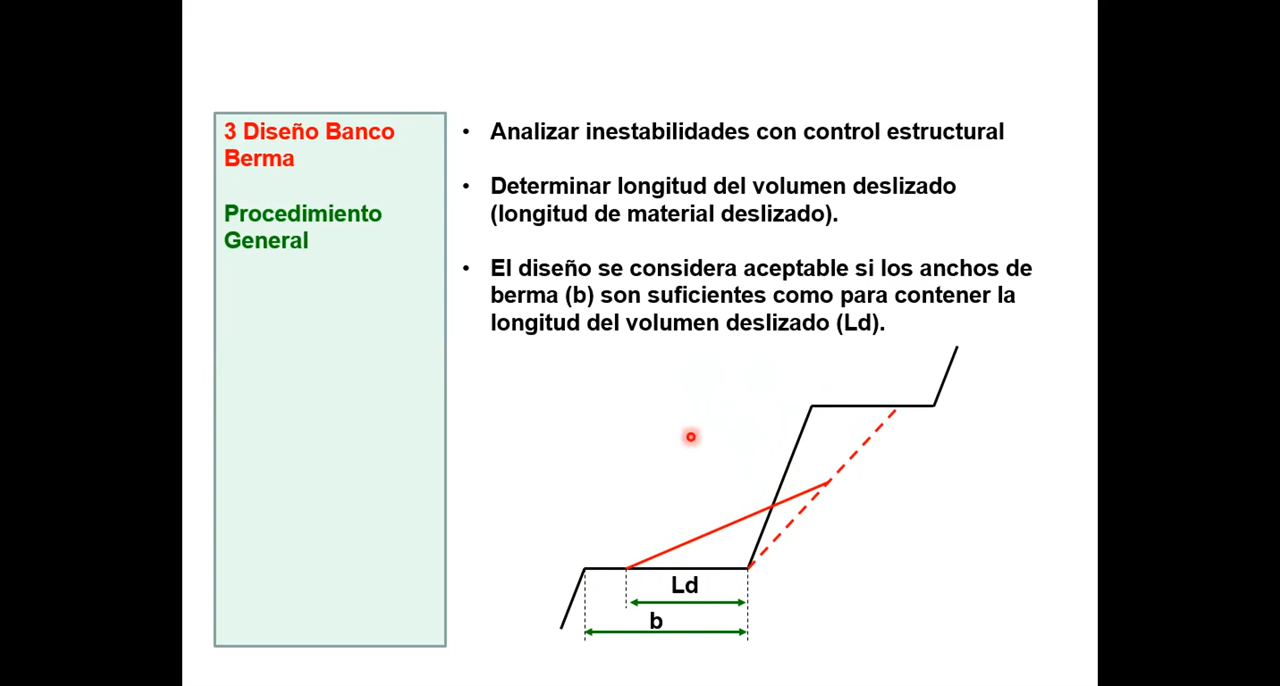 3 Diseño Banco
Berma
Procedimiento
General
• Analizar inestabilidades con control estructural
• Determinar longitud del volumen deslizado
(longitud de material deslizado).
• El diseño se considera aceptable si los anchos de
berma (b) son suficientes como para contener la
longitud del volumen deslizado (Ld).
Ld
b